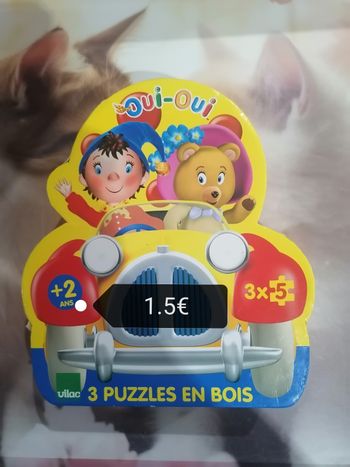 Oui-Oui
+2
ANS
1.5€
3x5
vilac
3 PUZZLES EN BOIS